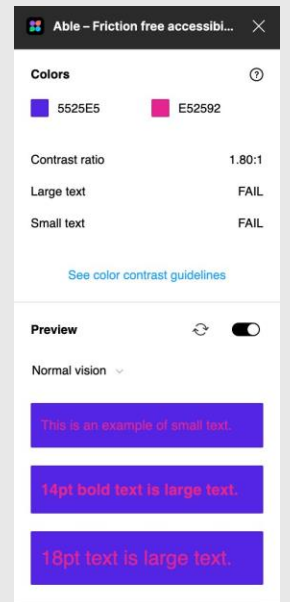 Able – Friction free accessibi...
Colors
5525E5 E52592
Contrast ratio 1.80:1
Large text FAIL
Small text FAIL
See color contrast guidelines
Preview
Normal vision
This is an example of small text.
14pt bold text is large text.
18pt text is large text.